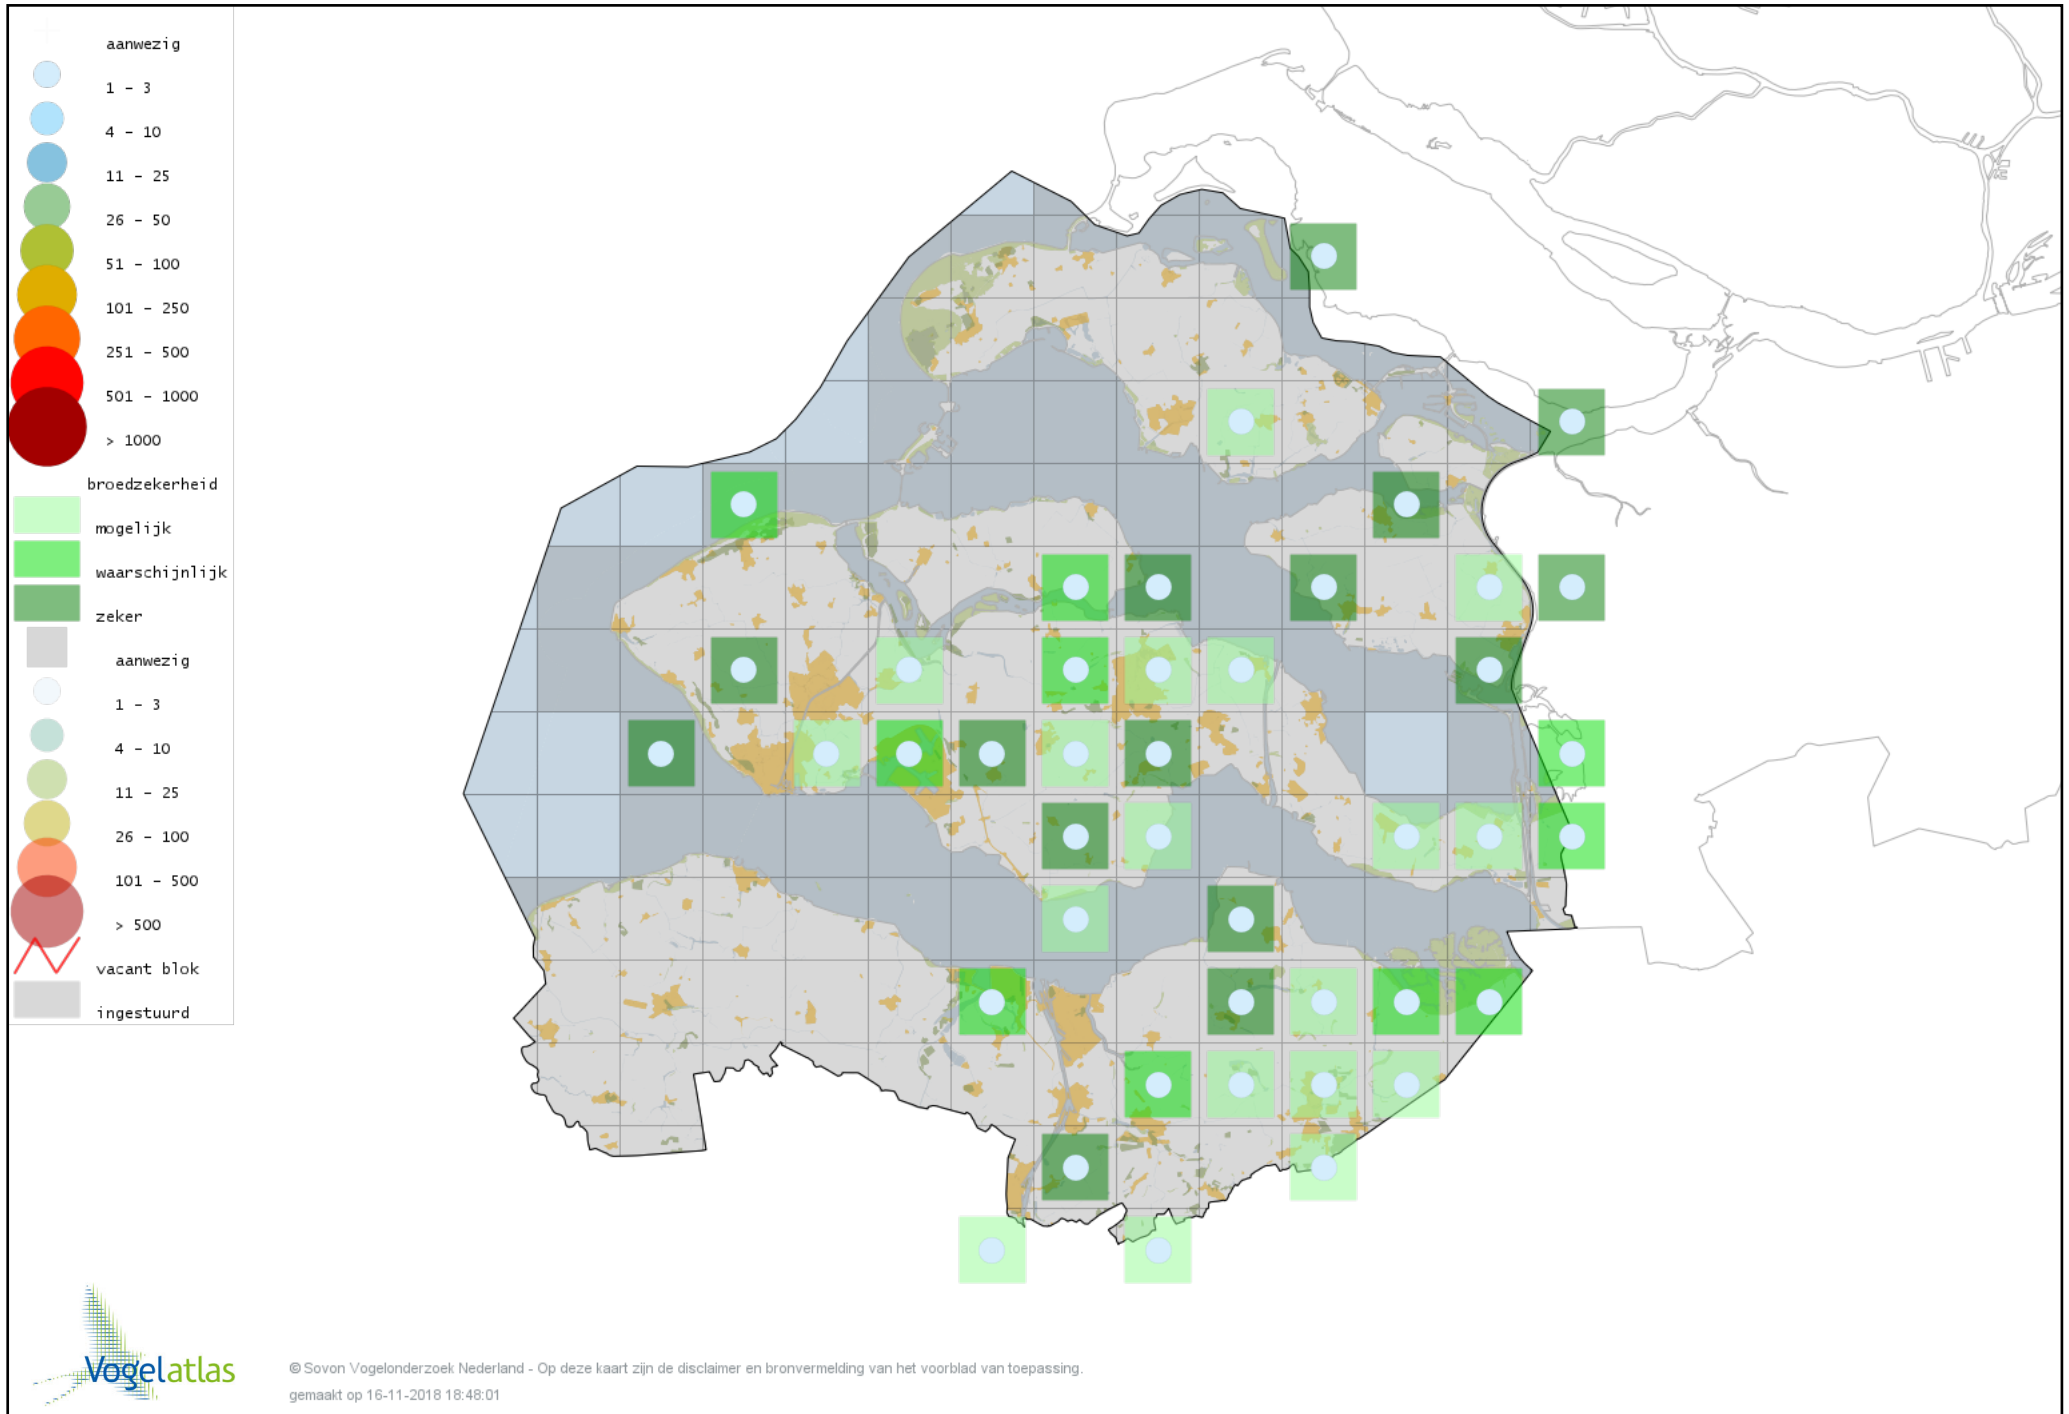 aanwezig
1 - 3
4 - 10
11 - 25
26 - 50
51 - 100
101 - 250
251 - 500
501 - 1000
> 1000
broedzekerheid
mogelijk
waarschijnlijk
zeker
aanwezig
1 - 3
4 - 10
11 - 25
26 - 100
101 - 500
> 500
vacant blok
ingestuurd
Vogelatlas
© Sovon Vogelonderzoek Nederland - Op deze kaart zijn de disclaimer en bronvermelding van het voorblad van toepassing.
gemaakt op 16-11-2018 18:48:01